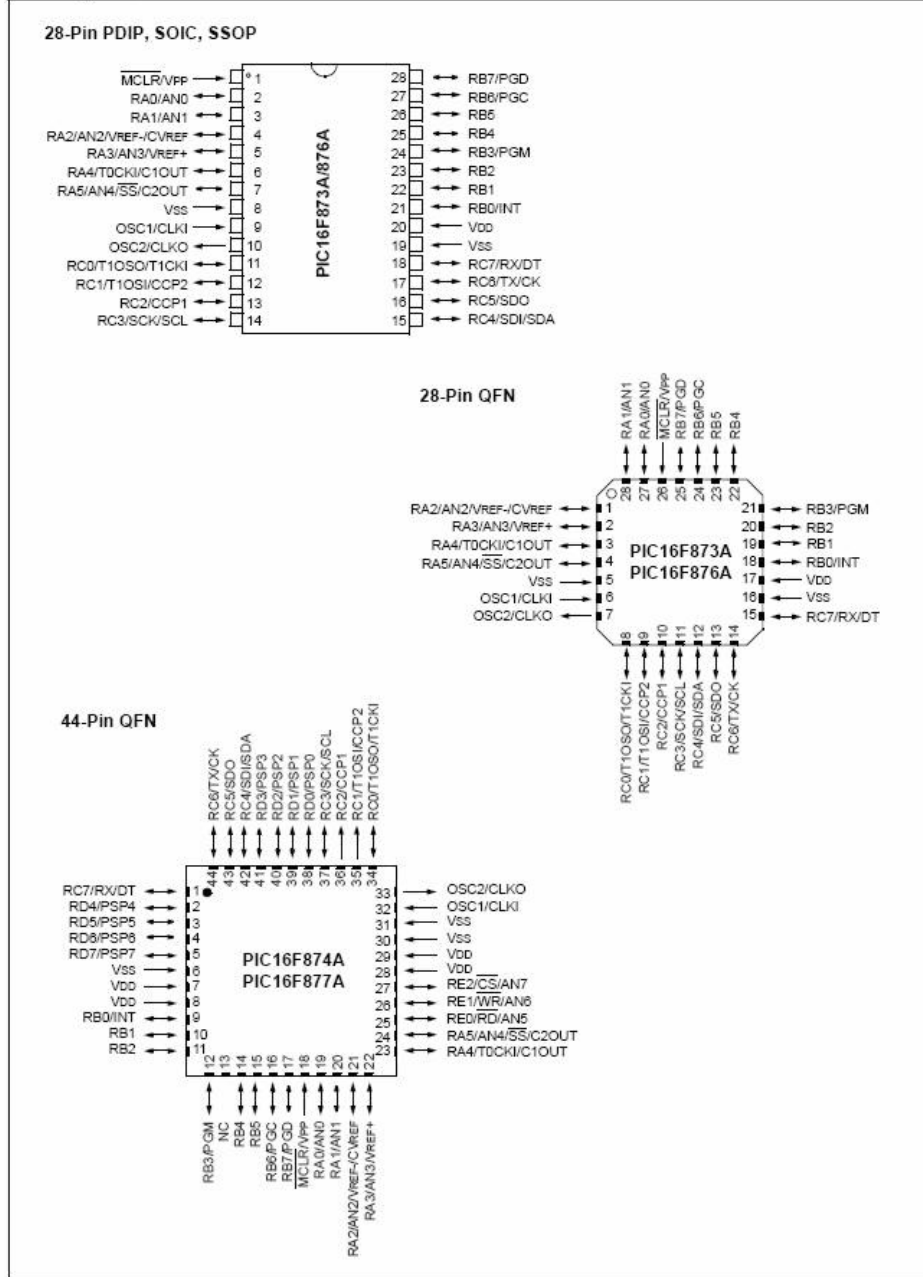 28-Pin PDIP, SOIC, SSOP
MCLR/VPP
RA0/AN0
RA1/AN1
RA2/AN2/VREF-/CVREF
RA3/AN3/VREF+
RA4/T0CKI/C1OUT
RA5/AN4/SS/C2OUT
VSS
OSC1/CLKI
OSC2/CLKO
RC0/T1OSO/T1CKI
RC1/T1OSI/CCP2
RC2/CCP1
RC3/SCK/SCL
1
2
3
4
5
6
7
8
9
10
11
12
13
14
PIC16F873A/876A
28
27
26
25
24
23
22
21
20
19
18
17
16
15
RB7/PGD
RB6/PGC
RB5
RB4
RB3/PGM
RB2
RB1
RB0/INT
VDD
VSS
RC7/RX/DT
RC6/TX/CK
RC5/SDO
RC4/SDI/SDA
28-Pin QFN
RA1/AN1
RA0/AN0
MCLR/VPP
RB7/PGD
RB6/PGC
RB5
RB4
28
27
26
25
24
23
22
RA2/AN2/VREF-/CVREF
RA3/AN3/VREF+
RA4/T0CKI/C1OUT
RA5/AN4/SS/C2OUT
VSS
OSC1/CLKI
OSC2/CLKO
1
2
3
4
5
6
7
PIC16F873A
PIC16F876A
21
20
19
18
17
16
15
RB3/PGM
RB2
RB1
RB0/INT
VDD
VSS
RC7/RX/DT
8
9
10
11
12
13
14
RC0/T1OSO/T1CKI
RC1/T1OSI/CCP2
RC2/CCP1
RC3/SCK/SCL
RC4/SDI/SDA
RC5/SDO
RC6/TX/CK
44-Pin QFN
RC6/TX/CK
RC5/SDO
RC4/SDI/SDA
RD3/PSP3
RD2/PSP2
RD1/PSP1
RD0/PSP0
RC3/SCK/SCL
RC2/CCP1
RC1/T1OSI/CCP2
RC0/T1OSO/T1CKI
44
43
42
41
40
39
38
37
36
35
34
RC7/RX/DT
RD4/PSP4
RD5/PSP5
RD6/PSP6
RD7/PSP7
VSS
VDD
VDD
RB0/INT
RB1
RB2
1
2
3
4
5
6
7
8
9
10
11
PIC16F874A
PIC16F877A
33
32
31
30
29
28
27
26
25
24
23
OSC2/CLKO
OSC1/CLKI
VSS
VSS
VDD
VDD
RE2/CS/AN7
RE1/WR/AN6
RE0/RD/AN5
RA5/AN4/SS/C2OUT
RA4/T0CKI/C1OUT
12
13
14
15
16
17
18
19
20
21
22
RB3/PGM
NC
RB4
RB5
RB6/PGC
RB7/PGD
MCLR/VPP
RA0/AN0
RA1/AN1
RA2/AN2/VREF-/CVREF
RA3/AN3/VREF+